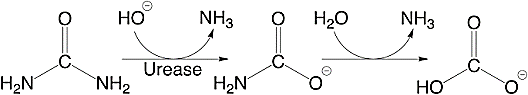 O HO⁻ NH₃ O H₂O NH₃ O
H₂N NH₂ Urease H₂N O⁻ HO O⁻